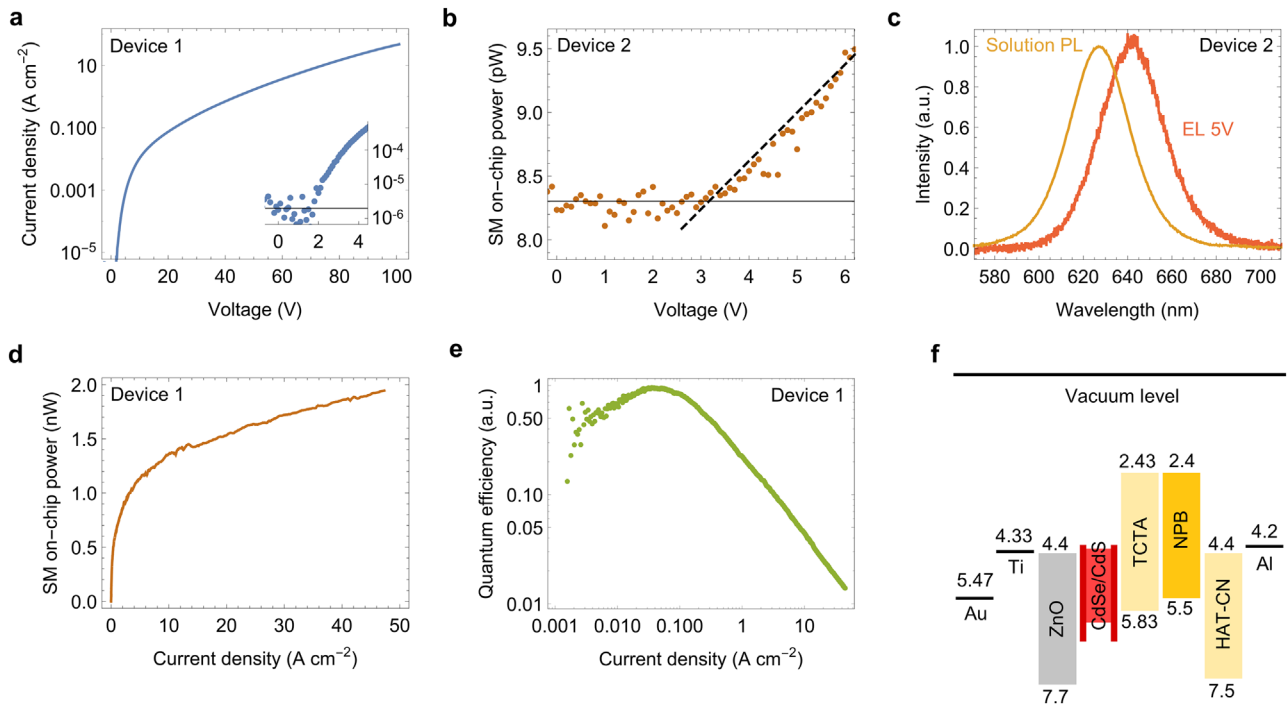 a
Device 1
Current density (A cm−2)
10
0.100
0.001
10−5
10−4
10−5
10−6
0 2 4
0 20 40 60 80 100
Voltage (V)
b
Device 2
SM on−chip power (pW)
9.5
9.0
8.5
8.0
0 1 2 3 4 5 6
Voltage (V)
c
Solution PL
Device 2
EL 5V
Intensity (a.u.)
1.0
0.8
0.6
0.4
0.2
0.0
580 600 620 640 660 680 700
Wavelength (nm)
d
Device 1
SM on−chip power (nW)
2.0
1.5
1.0
0.5
0.0
0 10 20 30 40 50
Current density (A cm−2)
e
Device 1
Quantum efficiency (a.u.)
1
0.50
0.10
0.05
0.01
0.001 0.010 0.100 1 10
Current density (A cm−2)
f
Vacuum level
5.47
Au
4.33
Ti
4.4
ZnO
7.7
CdSe/CdS
2.43
TCTA
5.83
2.4
NPB
5.5
4.4
HAT-CN
7.5
4.2
Al